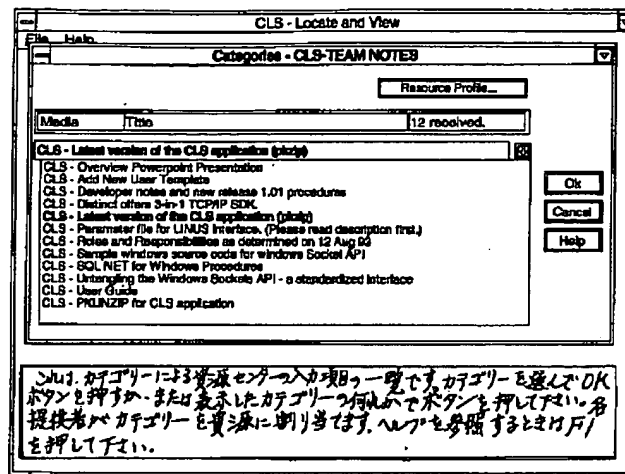 CLS - Locate and View
File Help
Categories - CLS-TEAM NOTES
Resource Profile...
Media Title 12 received.
CLS - Latest version of the CLS application (pkzip)
CLS - Overview Powerpoint Presentation
CLS - Add New User Template
CLS - Developer notes and new release 1.01 procedures
CLS - Distinct offers 3-in-1 TCP/IP SDK.
CLS - Latest version of the CLS application (pkzip)
CLS - Parameter file for LINUS Interface. (Please read description first.)
CLS - Roles and Responsibilities as determined on 12 Aug 93
CLS - Sample windows source code for windows Socket API
CLS - SQL NET for Windows Procedures
CLS - Untangling the Windows Sockets API - a standardized Interface
CLS - User Guide
CLS - PKUNZIP for CLS application
Ok
Cancel
Help
これは、カテゴリーによる資源センターの入力項目の一覧です。カテゴリーを選んでOK
ボタンを押すか、または表示したカテゴリーの何れかでボタンを押して下さい。各
提供者がカテゴリーを資源に割り当てます。ヘルプを参照するときはF1
を押して下さい。